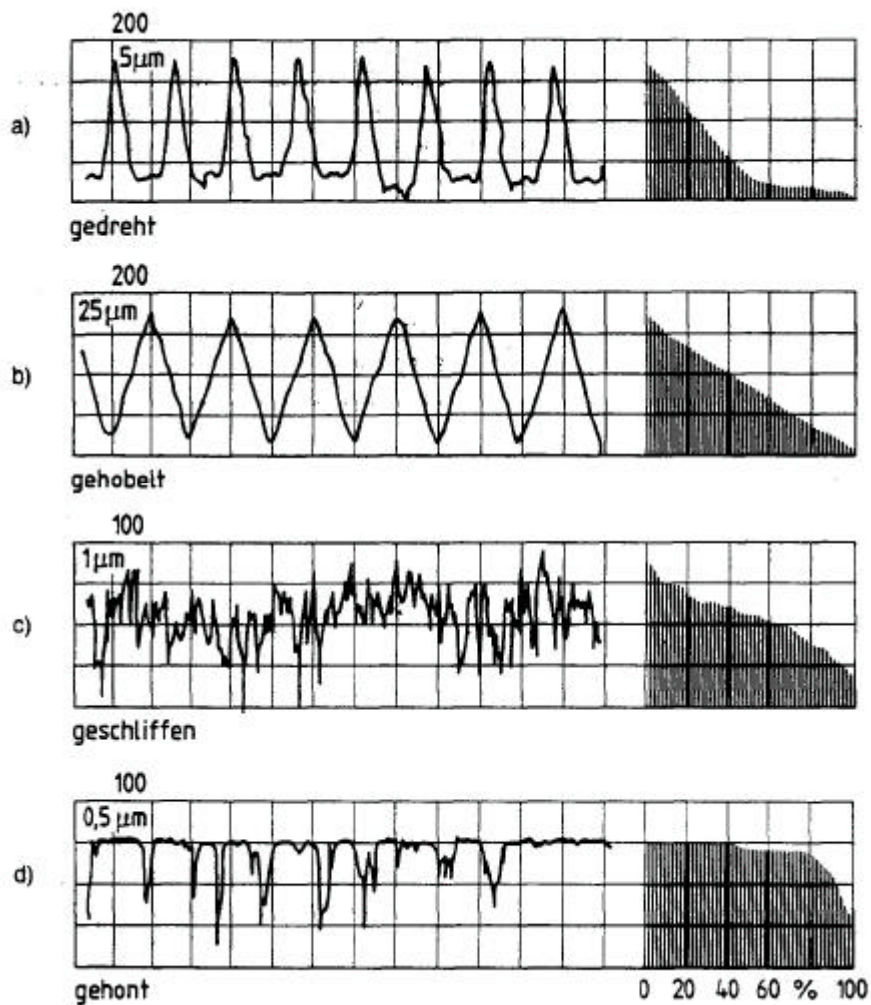 200
5µm
a)
gedreht
200
25µm
b)
gehobelt
100
1µm
c)
geschliffen
100
0,5 µm
d)
gehont
0 20 40 60 % 100